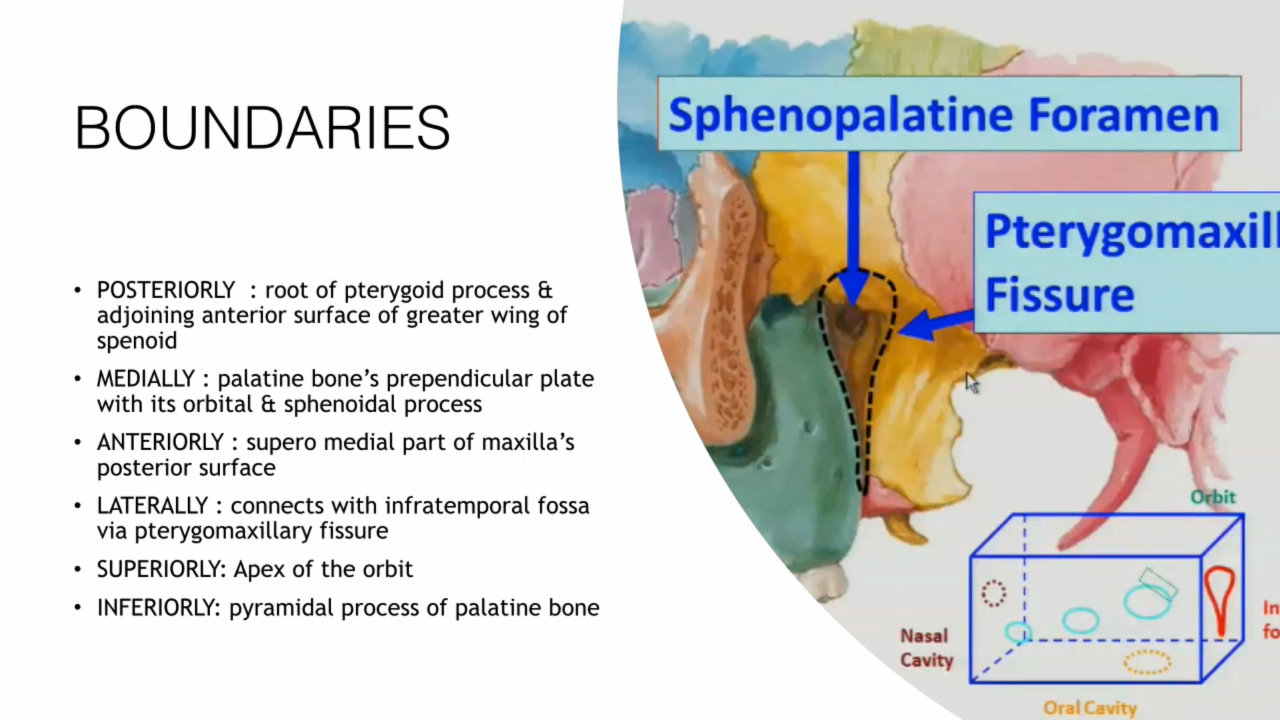 BOUNDARIES
• POSTERIORLY : root of pterygoid process &
adjoining anterior surface of greater wing of
spenoid
• MEDIALLY : palatine bone’s prependicular plate
with its orbital & sphenoidal process
• ANTERIORLY : supero medial part of maxilla’s
posterior surface
• LATERALLY : connects with infratemporal fossa
via pterygomaxillary fissure
• SUPERIORLY: Apex of the orbit
• INFERIORLY: pyramidal process of palatine bone
Sphenopalatine Foramen
Pterygomaxill
Fissure
Orbit
Nasal
Cavity
In
fo
Oral Cavity